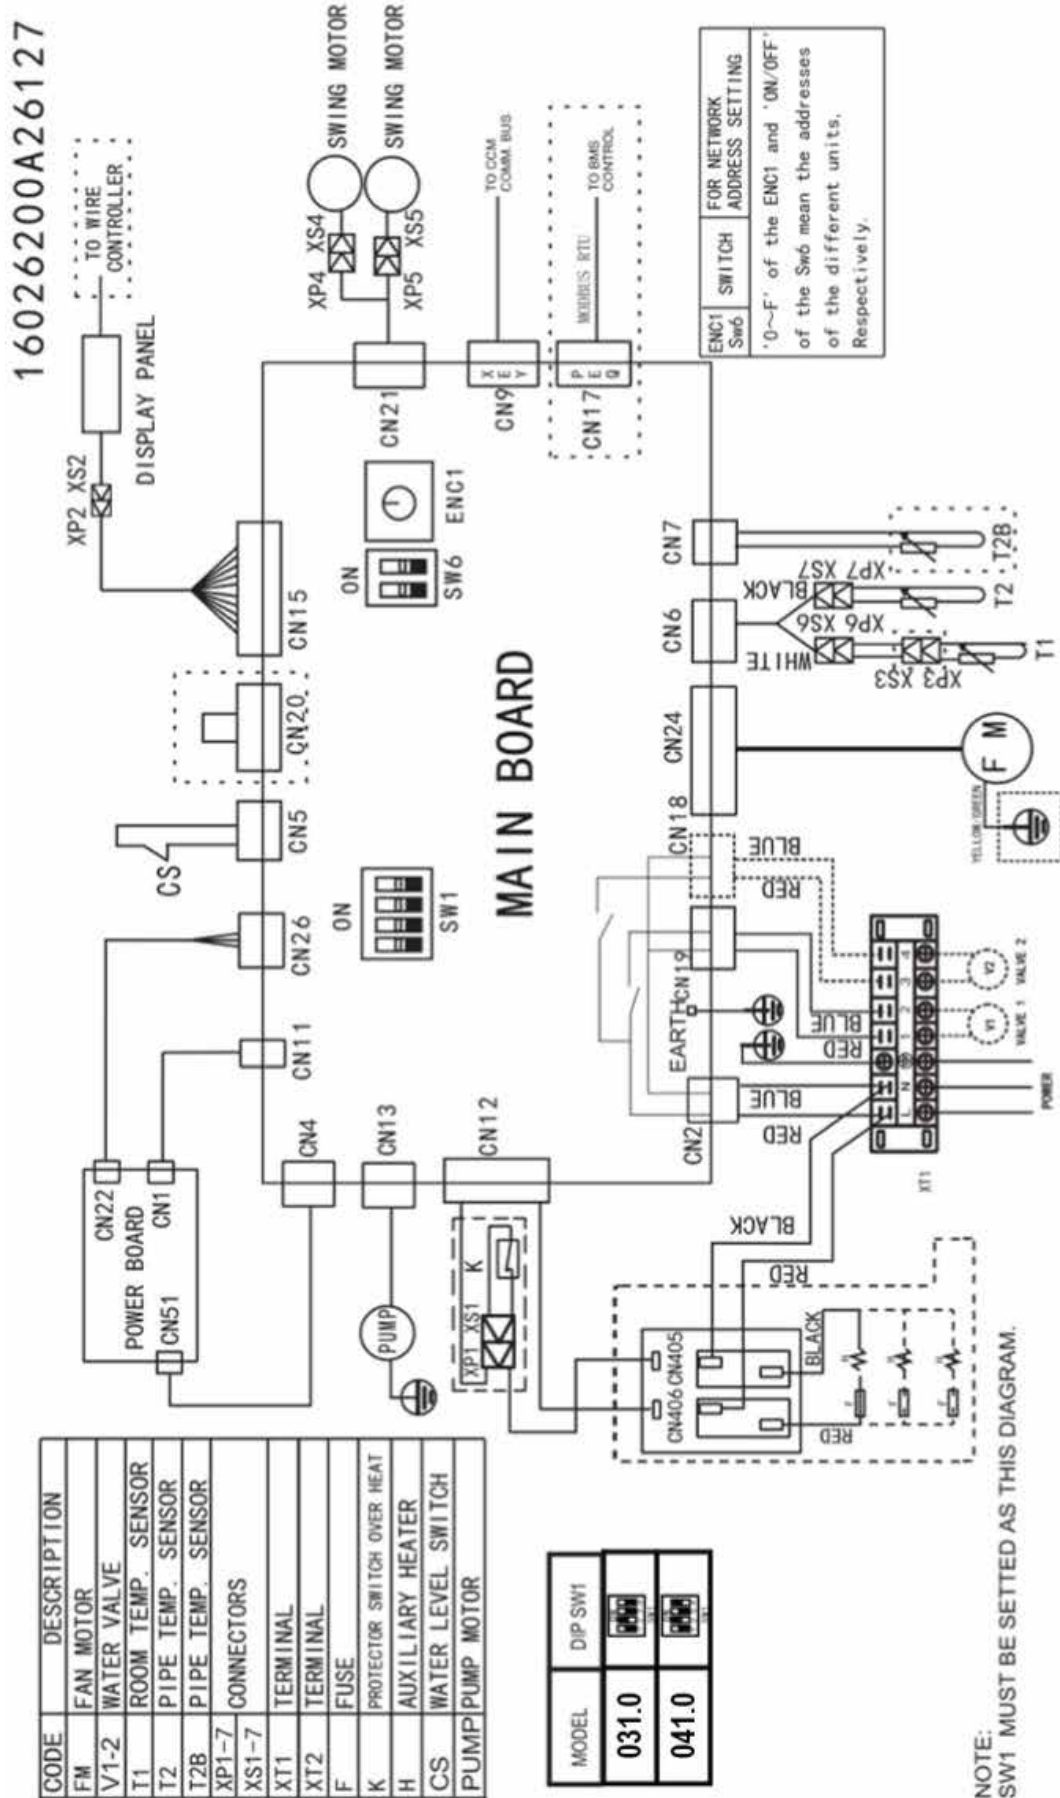 16026200A26127
CODE DESCRIPTION
FM FAN MOTOR
V1-2 WATER VALVE
T1 ROOM TEMP. SENSOR
T2 PIPE TEMP. SENSOR
T2B PIPE TEMP. SENSOR
XP1-7 CONNECTORS
XS1-7
XT1 TERMINAL
XT2 TERMINAL
F FUSE
K PROTECTOR SWITCH OVER HEAT
H AUXILIARY HEATER
CS WATER LEVEL SWITCH
PUMP PUMP MOTOR
MODEL DIP SW1
031.0
041.0
NOTE:
SW1 MUST BE SETTED AS THIS DIAGRAM.
POWER BOARD
CN22
CN1
CN51
CN4
CN11
CN26
CS
CN5
CN20
CN15
XP2 XS2
DISPLAY PANEL
TO WIRE
CONTROLLER
PUMP
CN13
CN12
XP1 XS1
K
ON
SW1
MAIN BOARD
ON
SW6
ENC1
CN21
XP4 XS4
SWING MOTOR
XP5 XS5
SWING MOTOR
CN9
X E Y
TO CCM
COMM. BUS
CN17
P E Q
MODBUS RTU
TO BMS
CONTROL
ENC1
Sw6
SWITCH
FOR NETWORK
ADDRESS SETTING
'0~F' of the ENC1 and 'ON/OFF'
of the Sw6 mean the addresses
of the different units.
Respectively.
CN2
EARTH
CN19
CN18
CN24
CN6
CN7
RED
BLUE
RED
BLUE
RED
BLUE
WHITE
BLACK
XP6 XS6
XP7 XS7
XP3 XS3
T1
T2
T2B
F M
YELLOW/GREEN
CN406 CN405
BLACK
RED
BLACK
RED
XT1
L N 1 2 3 4
POWER
V1
VALVE 1
V2
VALVE 2